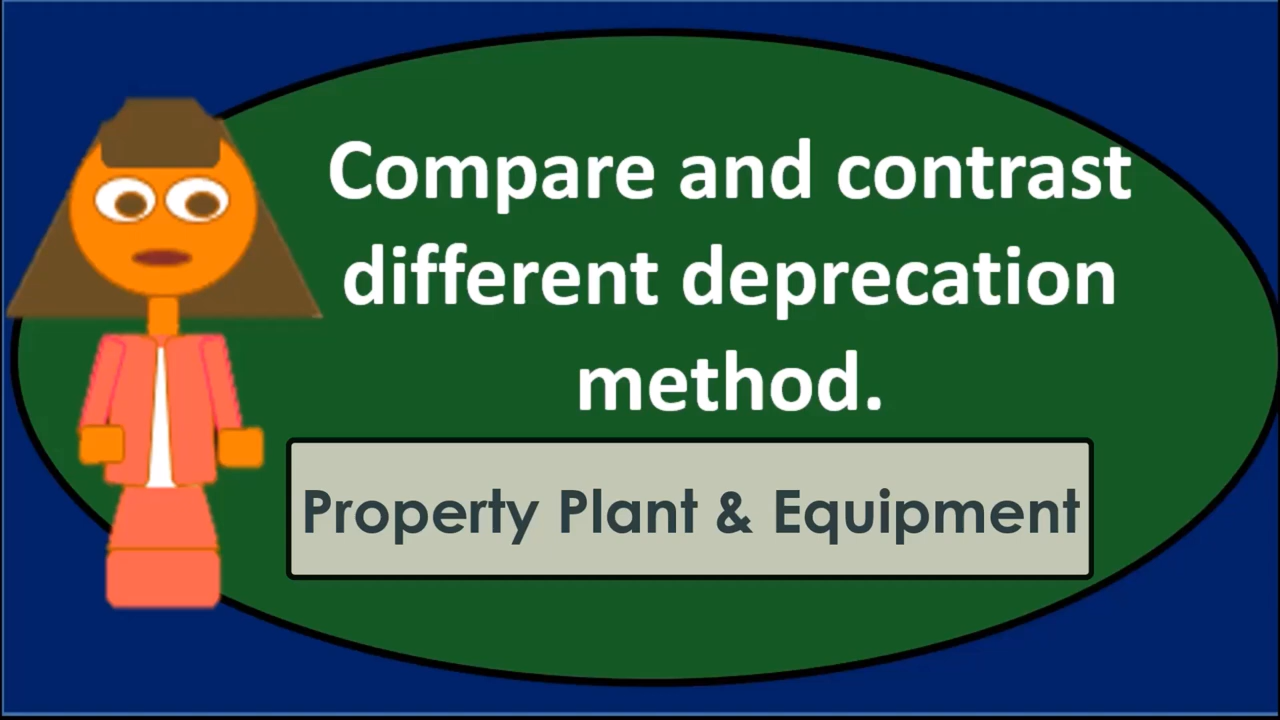 Compare and contrast
different deprecation
method.
Property Plant & Equipment